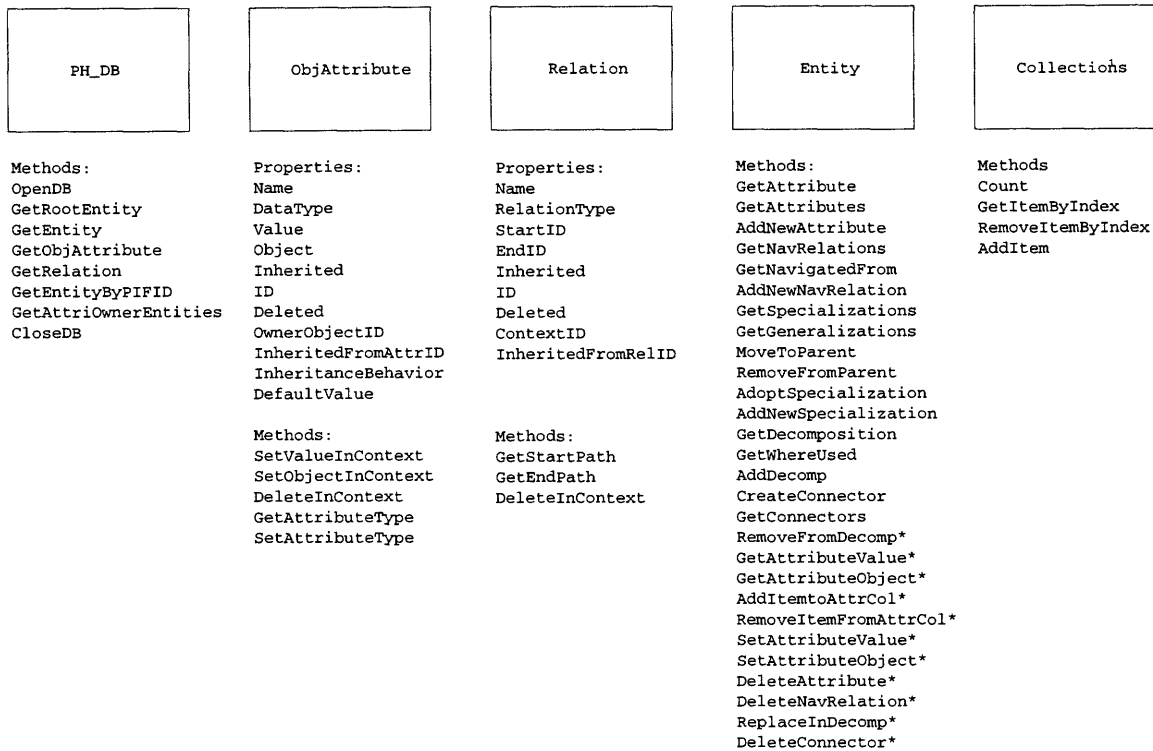 PH_DB
Methods:
OpenDB
GetRootEntity
GetEntity
GetObjAttribute
GetRelation
GetEntityByPIFID
GetAttriOwnerEntities
CloseDB
ObjAttribute
Properties:
Name
DataType
Value
Object
Inherited
ID
Deleted
OwnerObjectID
InheritedFromAttrID
InheritanceBehavior
DefaultValue
Methods:
SetValueInContext
SetObjectInContext
DeleteInContext
GetAttributeType
SetAttributeType
Relation
Properties:
Name
RelationType
StartID
EndID
Inherited
ID
Deleted
ContextID
InheritedFromRelID
Methods:
GetStartPath
GetEndPath
DeleteInContext
Entity
Methods:
GetAttribute
GetAttributes
AddNewAttribute
GetNavRelations
GetNavigatedFrom
AddNewNavRelation
GetSpecializations
GetGeneralizations
MoveToParent
RemoveFromParent
AdoptSpecialization
AddNewSpecialization
GetDecomposition
GetWhereUsed
AddDecomp
CreateConnector
GetConnectors
RemoveFromDecomp*
GetAttributeValue*
GetAttributeObject*
AddItemtoAttrCol*
RemoveItemFromAttrCol*
SetAttributeValue*
SetAttributeObject*
DeleteAttribute*
DeleteNavRelation*
ReplaceInDecomp*
DeleteConnector*
Collections
Methods
Count
GetItemByIndex
RemoveItemByIndex
AddItem